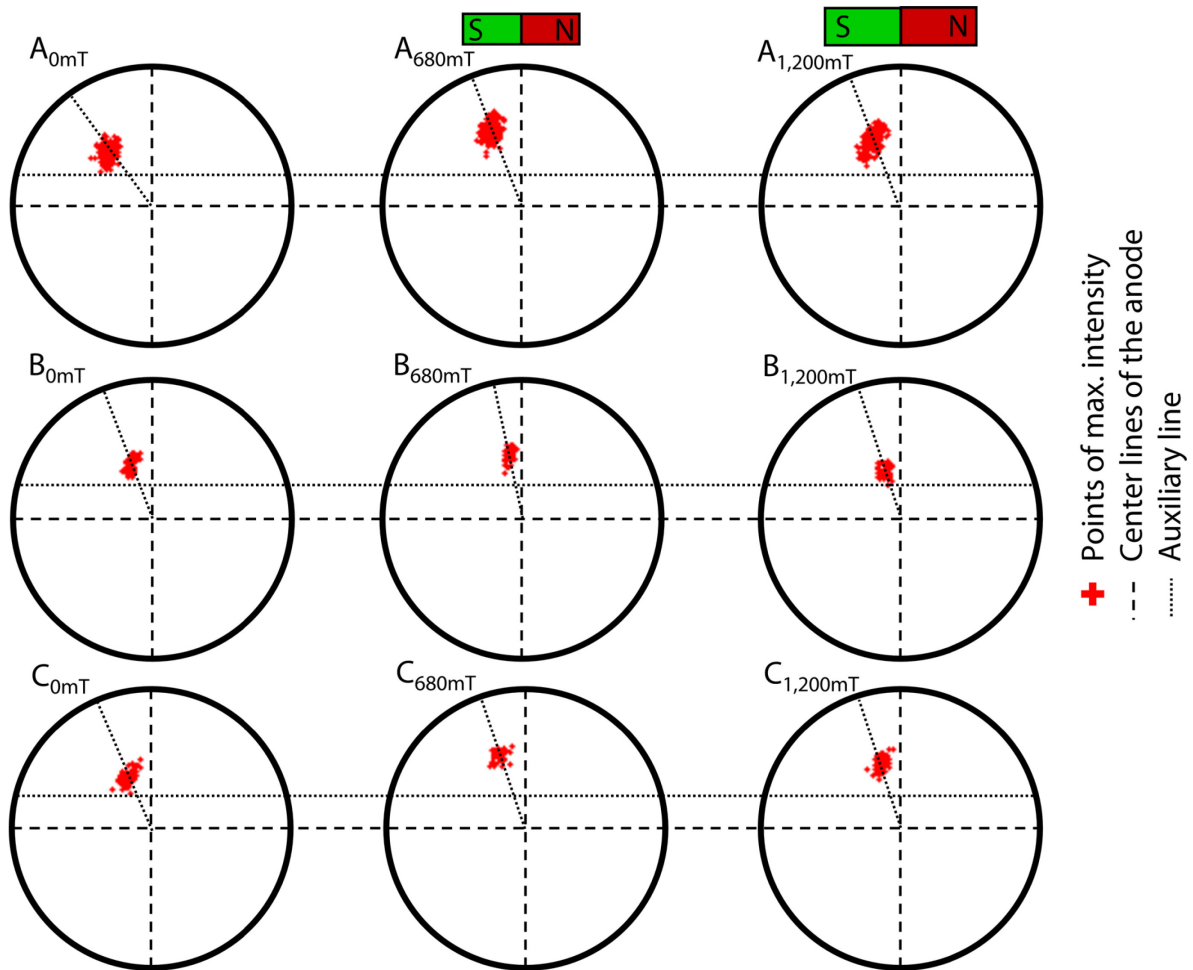 S N
S N
A0mT
A680mT
A1,200mT
B0mT
B680mT
B1,200mT
C0mT
C680mT
C1,200mT
Points of max. intensity
Center lines of the anode
Auxiliary line